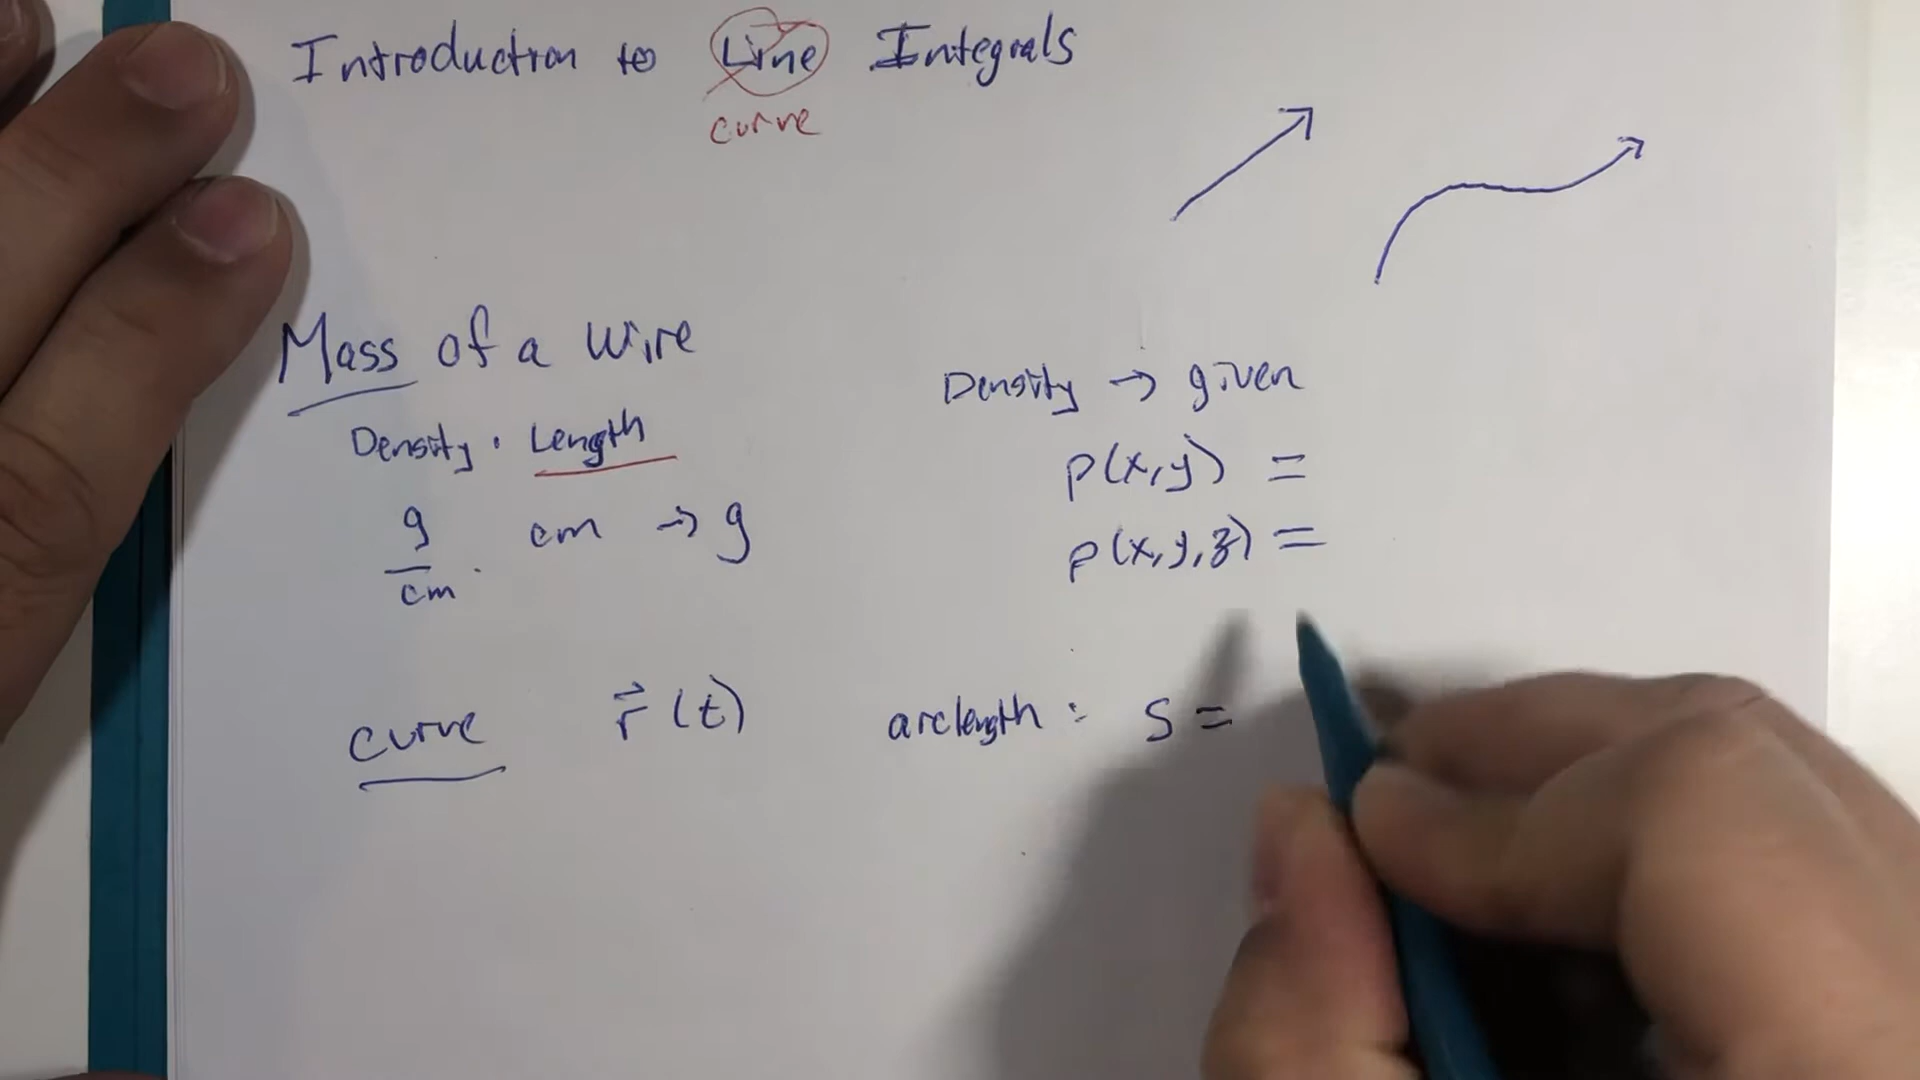 Introduction to Line Integrals
curve
Mass of a wire
Density · Length
g/cm · cm → g
Density → given
ρ(x,y) =
ρ(x,y,z) =
curve r⃗(t) arclength: S =